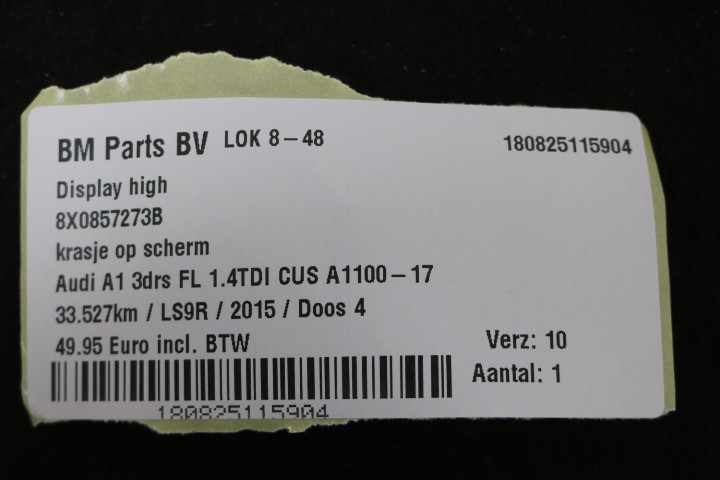 BM Parts BV LOK 8-48 180825115904
Display high
8X0857273B
krasje op scherm
Audi A1 3drs FL 1.4TDI CUS A1100-17
33.527km / LS9R / 2015 / Doos 4
49.95 Euro incl. BTW Verz: 10
Aantal: 1
180825115904